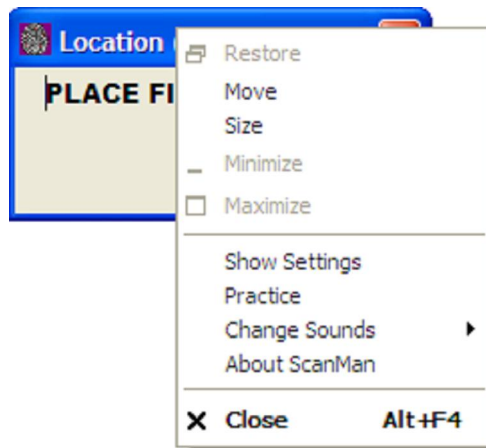 Location
PLACE FI
Restore
Move
Size
Minimize
Maximize
Show Settings
Practice
Change Sounds
About ScanMan
Close Alt+F4